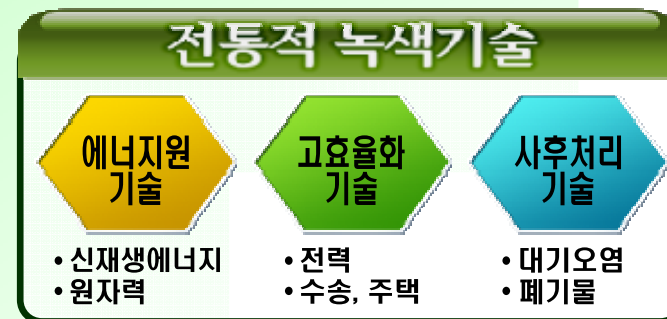 전통적 녹색기술
에너지원
기술
고효율화
기술
사후처리
기술
• 신재생에너지
• 원자력
• 전력
• 수송, 주택
• 대기오염
• 폐기물